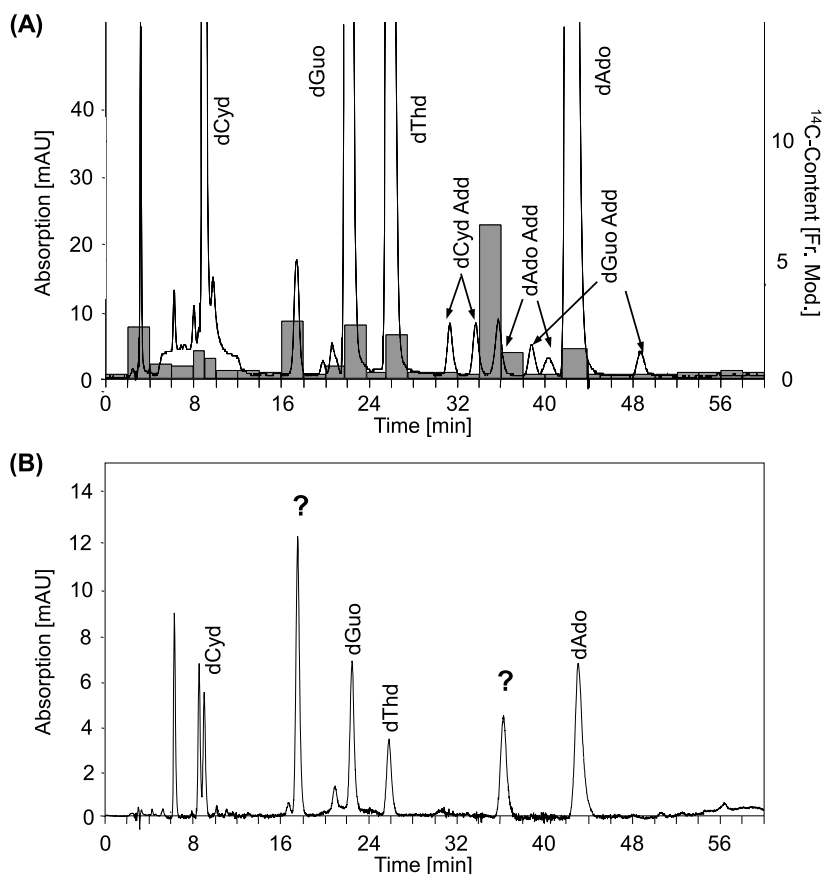 (A)
Absorption [mAU]
40
30
20
10
0
dCyd
dGuo
dThd
dCyd Add
dAdo Add
dAdo
dGuo Add
10
5
0
14C-Content [Fr. Mod.]
0 8 16 24 32 40 48 56
Time [min]
(B)
Absorption [mAU]
14
12
10
8
6
4
2
0
dCyd
?
dGuo
dThd
?
dAdo
0 8 16 24 32 40 48 56
Time [min]